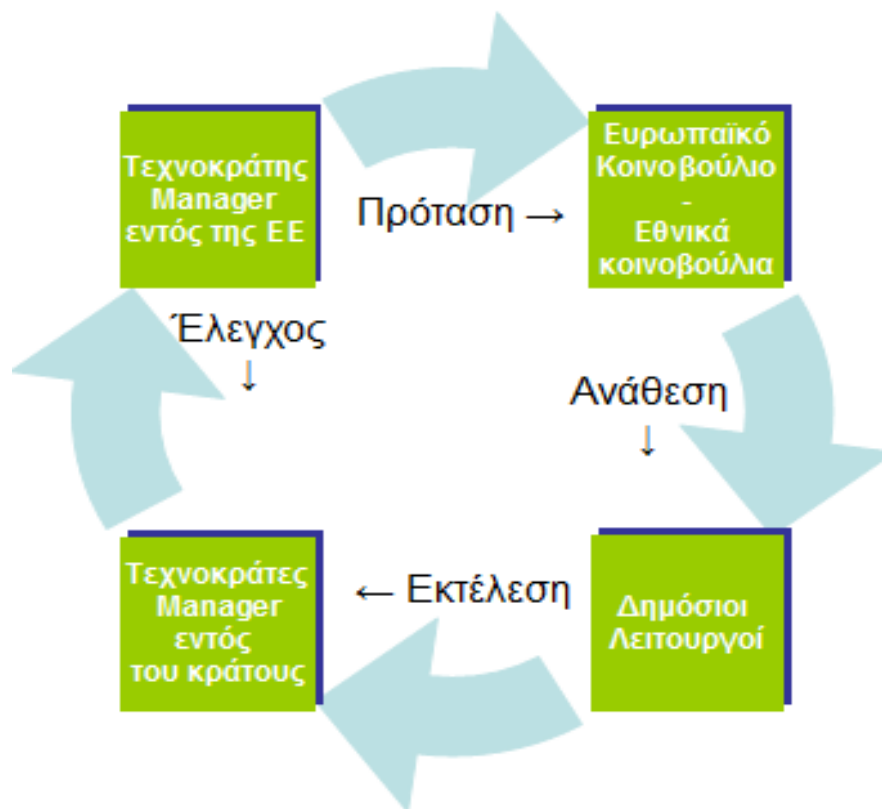 Τεχνοκράτης
Manager
εντός της ΕΕ
Πρόταση →
Ευρωπαϊκό
Κοινοβούλιο
-
Εθνικά
κοινοβούλια
Έλεγχος
↓
Ανάθεση
↓
Τεχνοκράτες
Manager
εντός
του κράτους
← Εκτέλεση
Δημόσιοι
Λειτουργοί